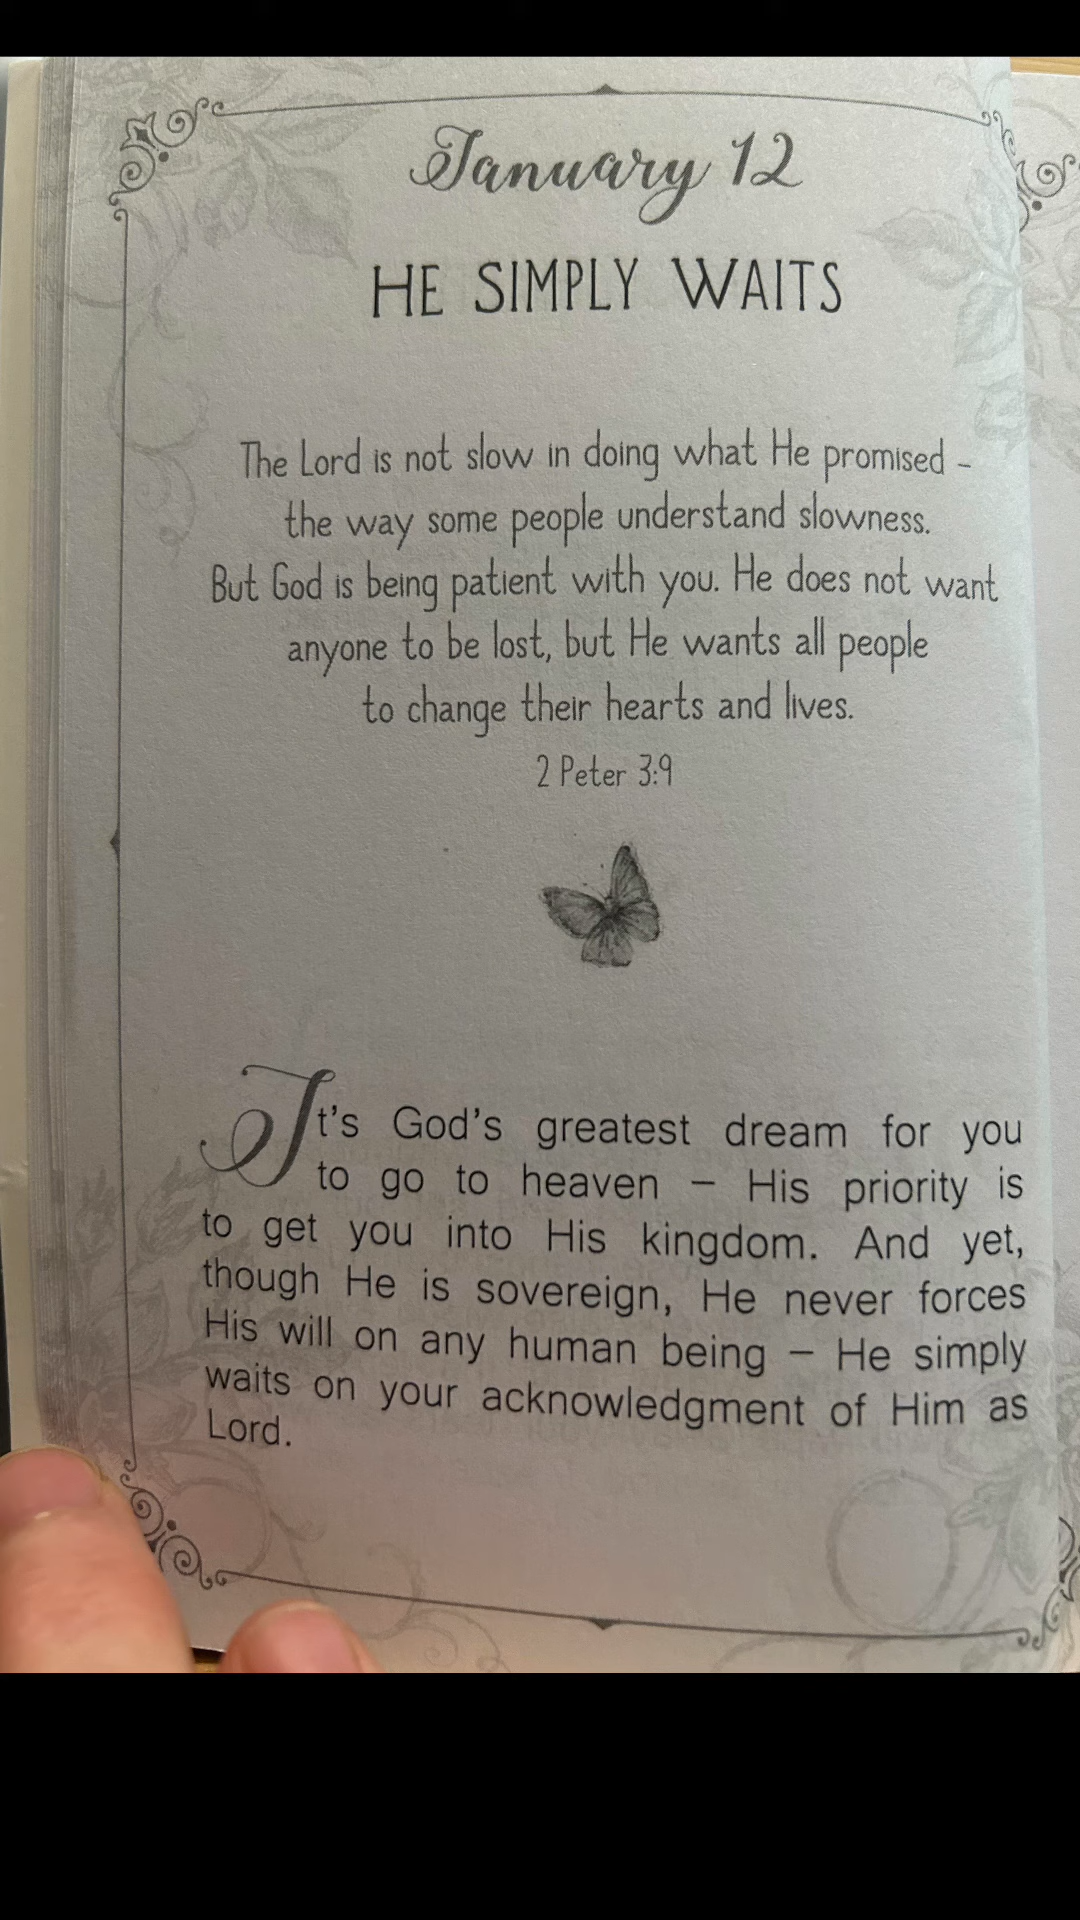 January 12
HE SIMPLY WAITS
The Lord is not slow in doing what He promised –
the way some people understand slowness.
But God is being patient with you. He does not want
anyone to be lost, but He wants all people
to change their hearts and lives.
2 Peter 3:9
It's God's greatest dream for you
to go to heaven – His priority is
to get you into His kingdom. And yet,
though He is sovereign, He never forces
His will on any human being – He simply
waits on your acknowledgment of Him as
Lord.